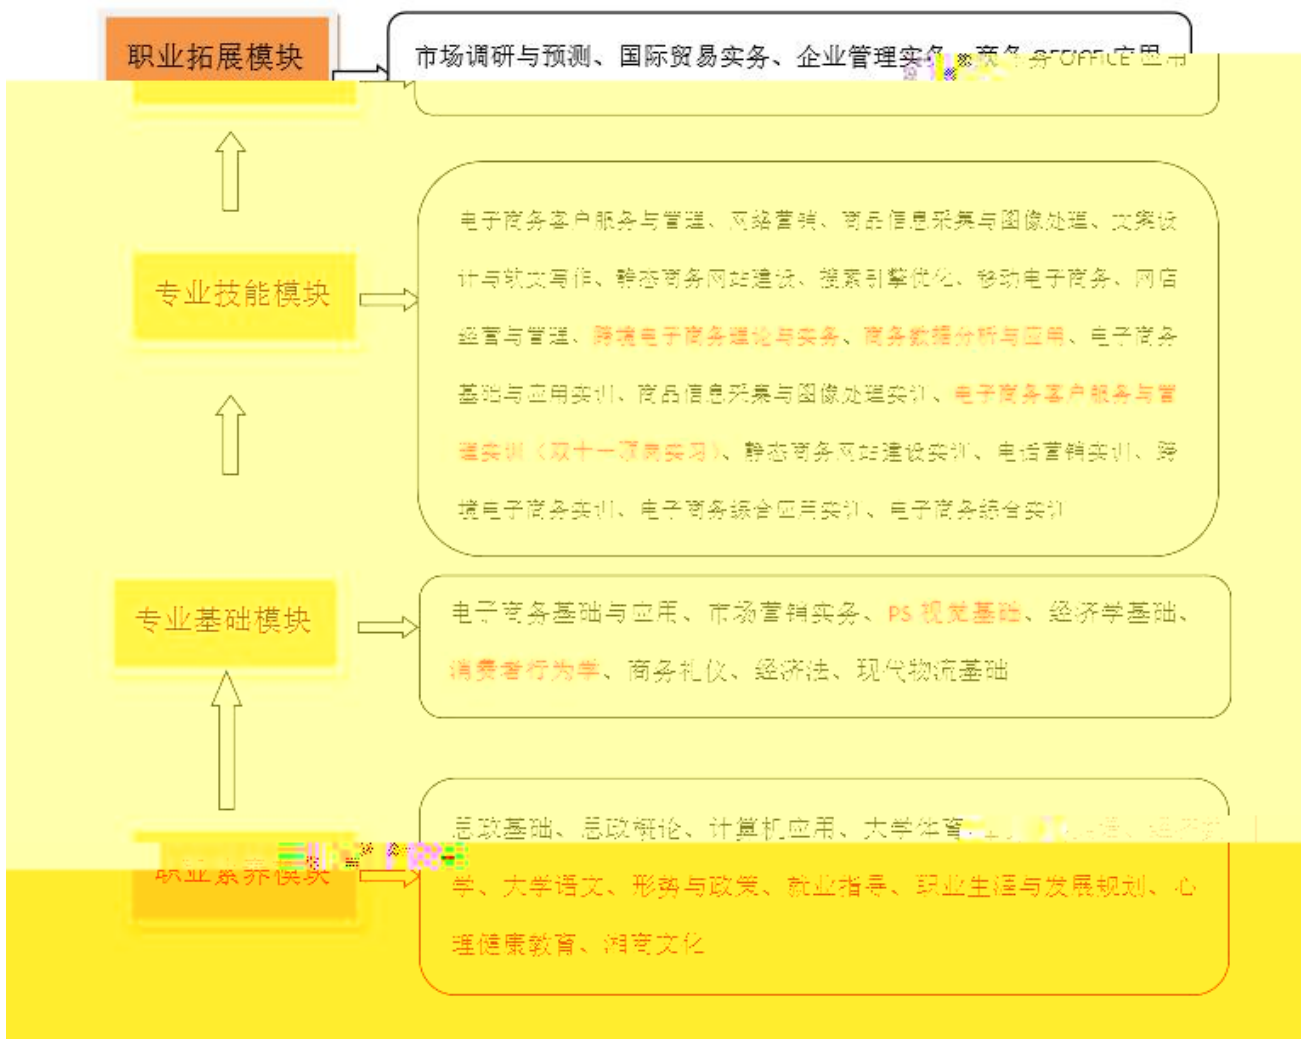 职业拓展模块
市场调研与预测、国际贸易实务、企业管理实务、商务 OFFICE 应用
专业技能模块
电子商务客户服务与管理、网络营销、商品信息采集与图像处理、文案设
计与软文写作、静态商务网站建设、搜索引擎优化、移动电子商务、网店
经营与管理、跨境电子商务理论与实务、商务数据分析与应用、电子商务
基础与应用实训、商品信息采集与图像处理实训、电子商务客户服务与管
理实训（双十一项岗实习）、静态商务网站建设实训、电话营销实训、跨
境电子商务实训、电子商务综合应用实训、电子商务综合实训
专业基础模块
电子商务基础与应用、市场营销实务、PS 视觉基础、经济学基础、
消费者行为学、商务礼仪、经济法、现代物流基础
职业素养模块
思政基础、思政概论、计算机应用、大学体育、
学、大学语文、形势与政策、就业指导、职业生涯与发展规划、心
理健康教育、湘商文化